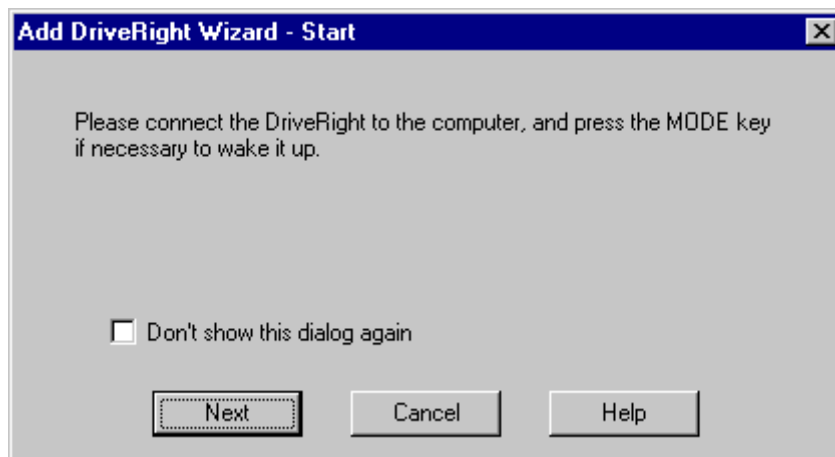 Add DriveRight Wizard - Start
Please connect the DriveRight to the computer, and press the MODE key
if necessary to wake it up.
Don't show this dialog again
Next Cancel Help